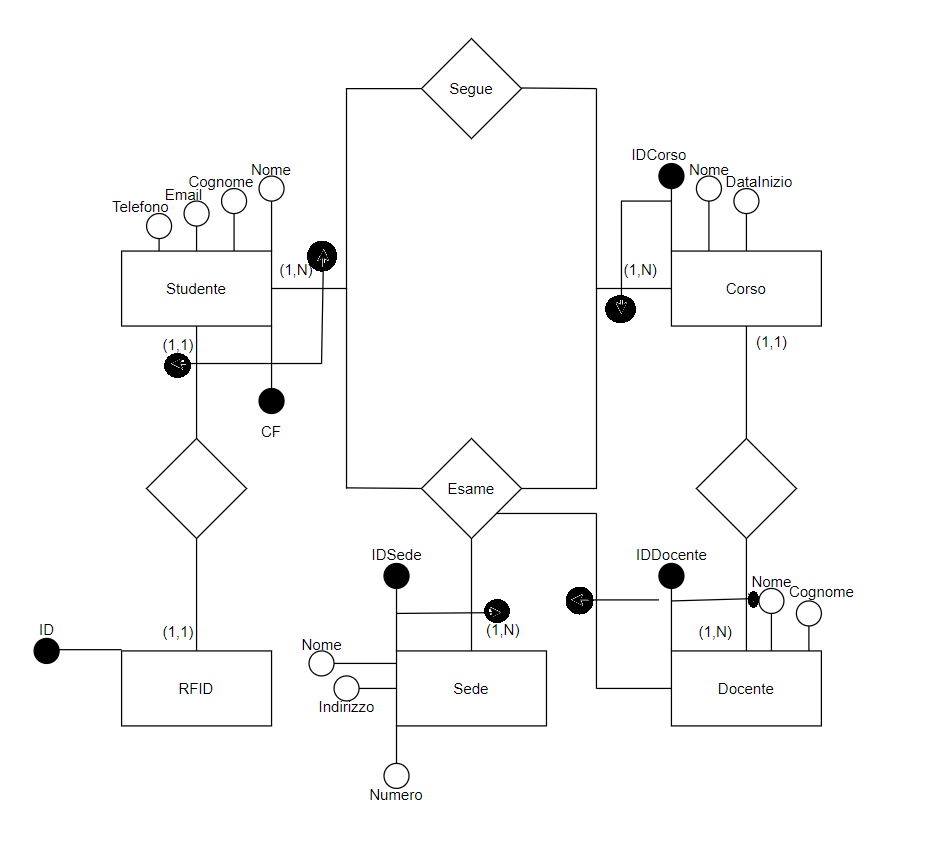 Segue
IDCorso
Nome
DataInizio
Nome
Cognome
Email
Telefono
(1,N)
(1,N)
Studente
Corso
(1,1)
(1,1)
CF
Esame
IDSede
IDDocente
Nome
Cognome
ID
(1,1)
(1,N)
(1,N)
Nome
RFID
Sede
Docente
Indirizzo
Numero